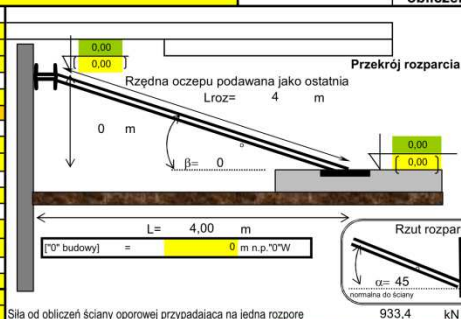 Obliczen
0,00
0,00
Przekrój rozparcia
Rzędna oczepu podawana jako ostatnia
Lroz= 4 m
0 m
0,00
β= 0
0,00
L= 4,00 m
["0" budowy] = 0 m n.p."0"W
Rzut rozpar
α= 45
normalna do ściany
Siła od obliczeń ściany oporowej przypadająca na jedną rozporę 933,4 kN